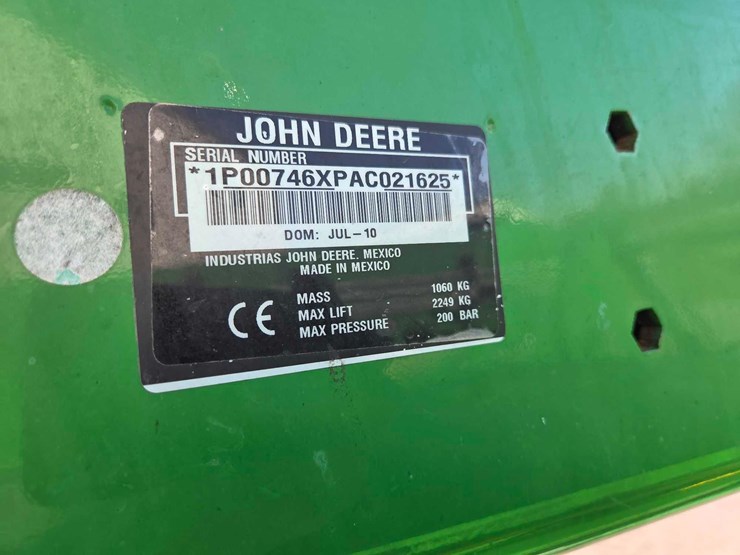 JOHN DEERE
SERIAL NUMBER
*1P00746XPAC021625*
DOM: JUL-10
INDUSTRIAS JOHN DEERE. MEXICO
MADE IN MEXICO
CE
MASS 1060 KG
MAX LIFT 2249 KG
MAX PRESSURE 200 BAR